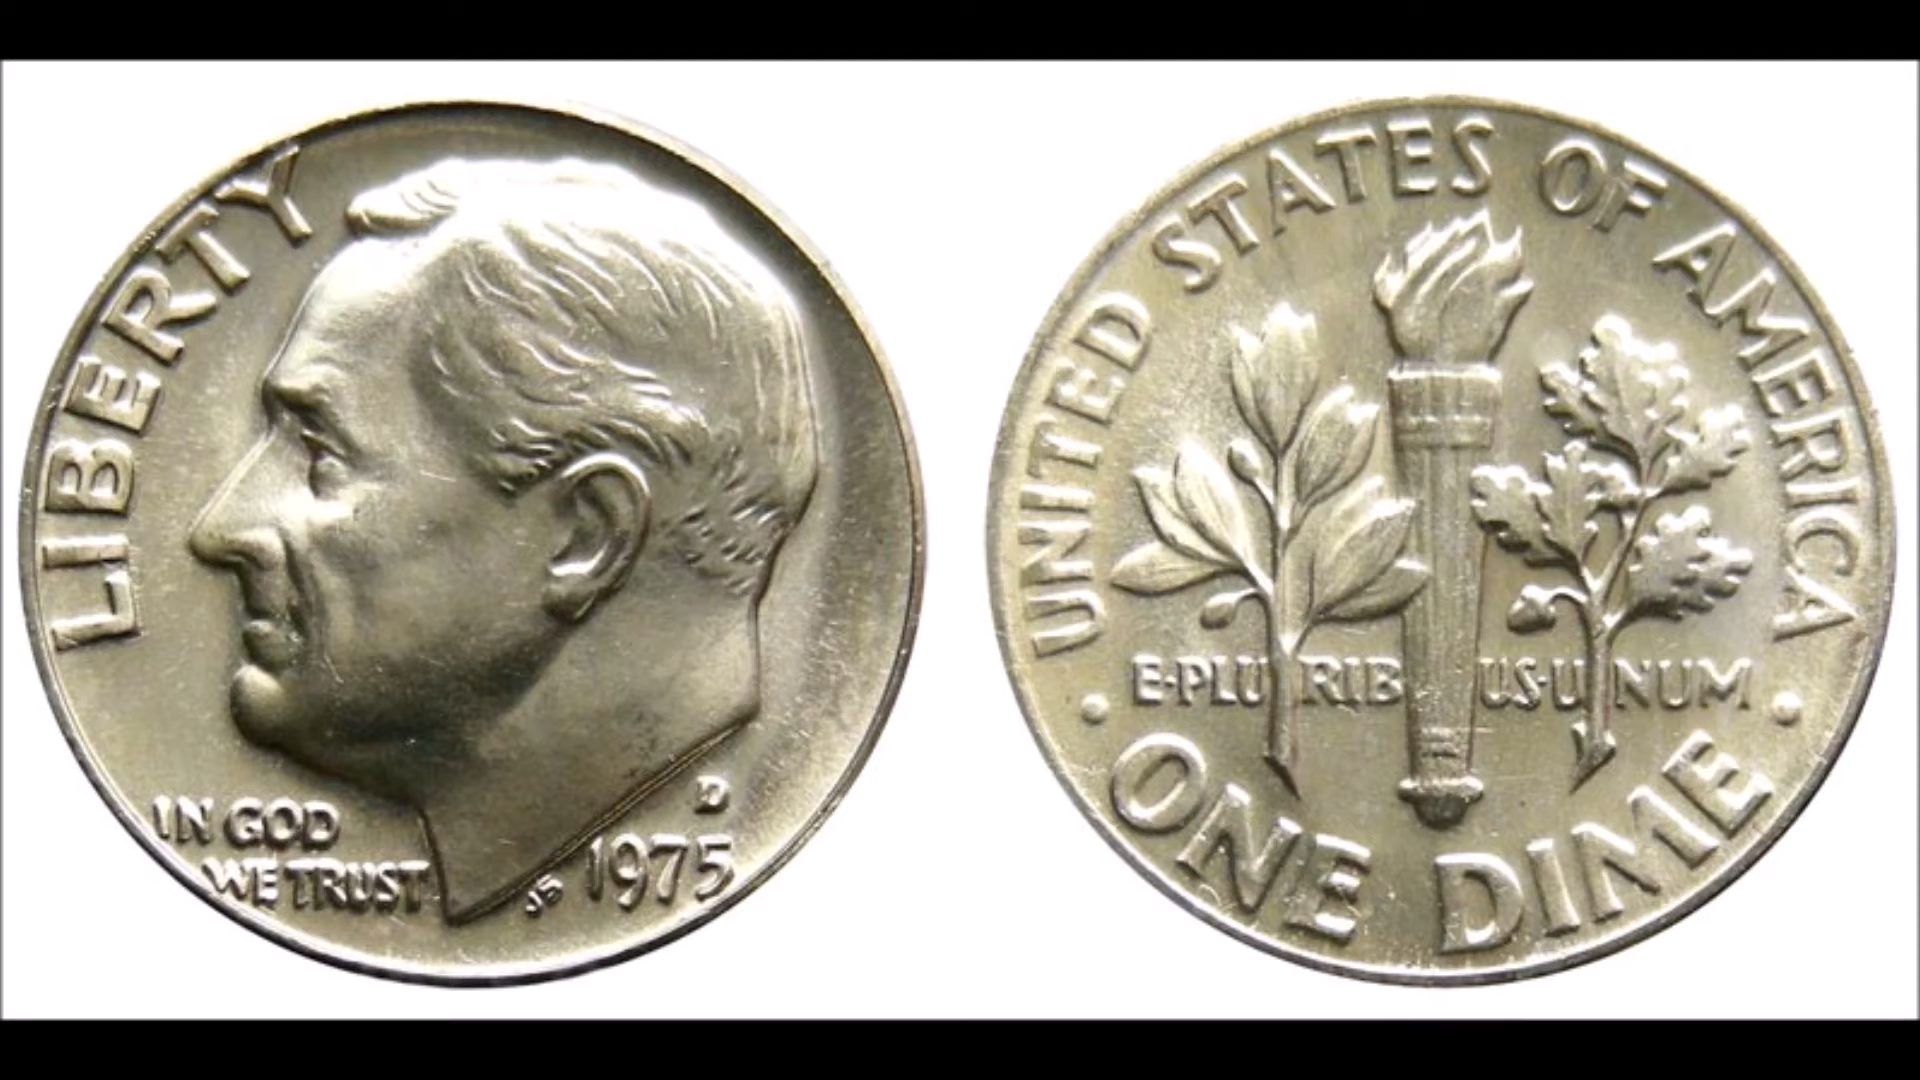 LIBERTY
IN GOD
WE TRUST
JS
D
1975
UNITED STATES OF AMERICA
E·PLURIBUS·UNUM
ONE DIME